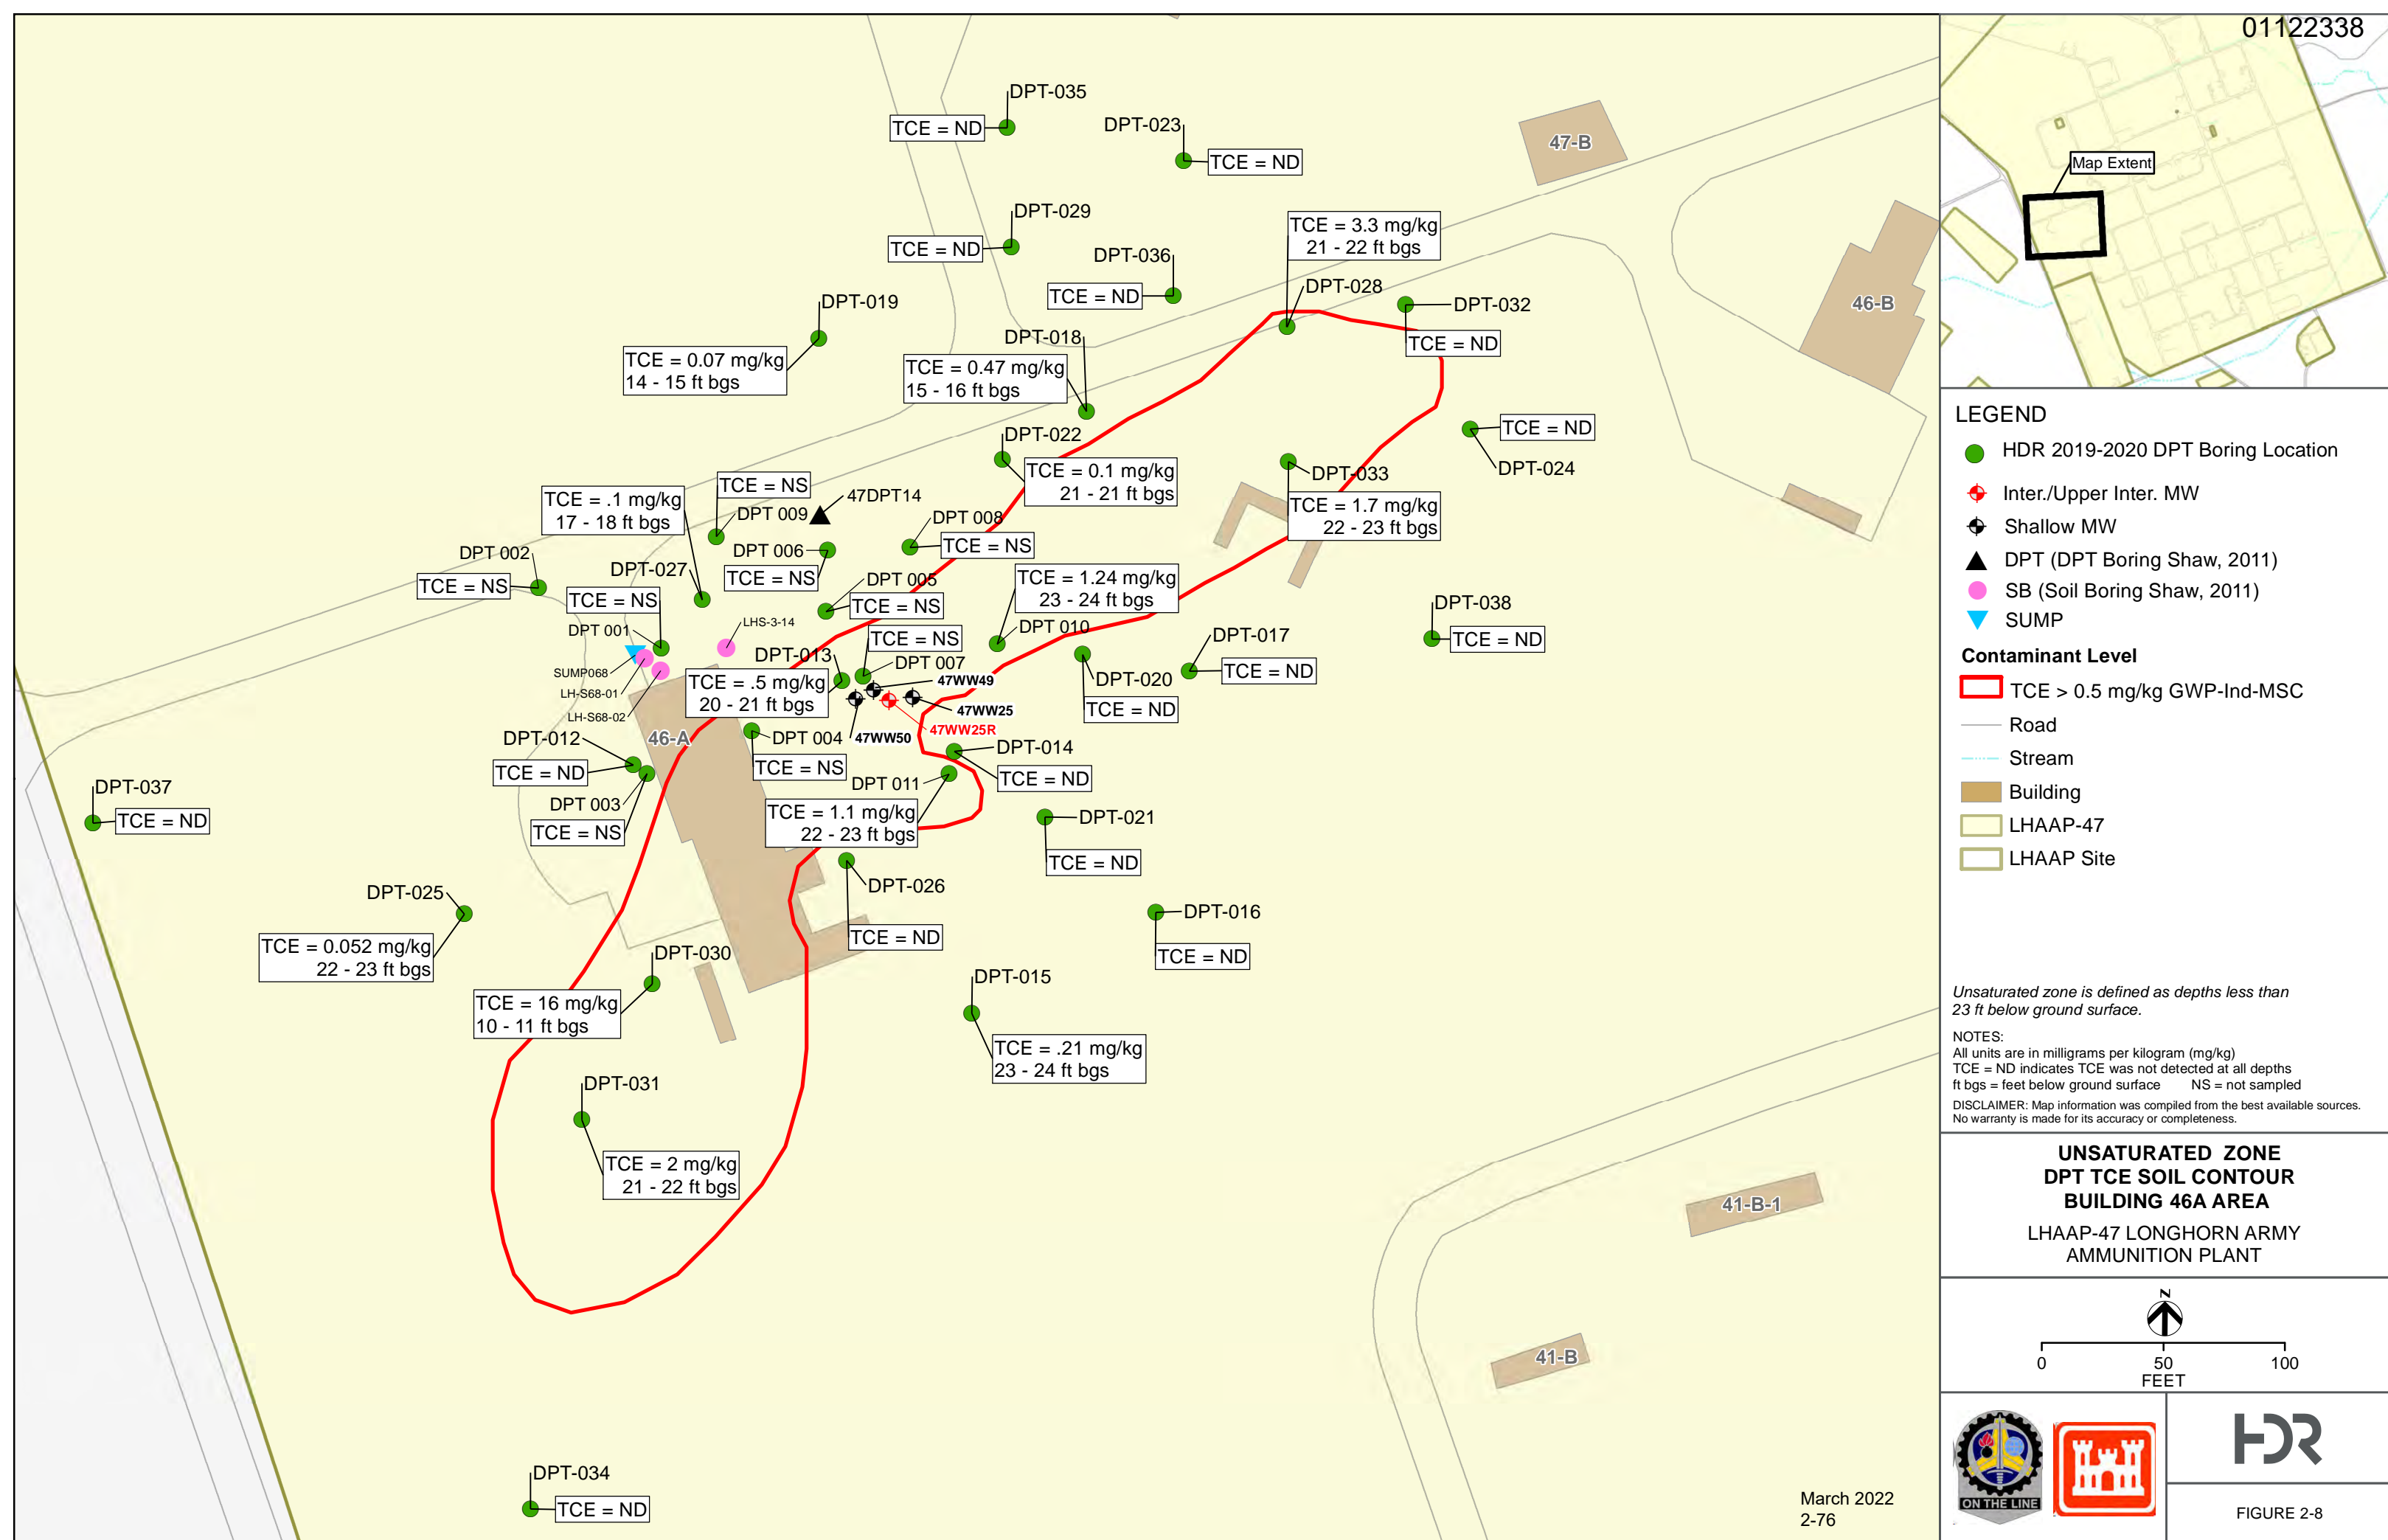 01122338
DPT-035
TCE = ND
DPT-023
TCE = ND
47-B
DPT-029
TCE = ND
TCE = 3.3 mg/kg
21 - 22 ft bgs
DPT-036
TCE = ND
DPT-028
DPT-032
TCE = ND
46-B
DPT-019
TCE = 0.07 mg/kg
14 - 15 ft bgs
DPT-018
TCE = 0.47 mg/kg
15 - 16 ft bgs
DPT-022
TCE = 0.1 mg/kg
21 - 21 ft bgs
TCE = ND
DPT-024
DPT-033
TCE = 1.7 mg/kg
22 - 23 ft bgs
TCE = NS
DPT 009
47DPT14
TCE = .1 mg/kg
17 - 18 ft bgs
DPT 008
TCE = NS
DPT 006
TCE = NS
DPT 002
TCE = NS
DPT-027
TCE = NS
DPT 001
DPT 005
TCE = NS
TCE = 1.24 mg/kg
23 - 24 ft bgs
DPT 010
DPT-038
TCE = ND
LHS-3-14
TCE = NS
DPT-017
TCE = ND
DPT-013
DPT 007
SUMP068
LH-S68-01
LH-S68-02
TCE = .5 mg/kg
20 - 21 ft bgs
47WW49
47WW25
47WW25R
47WW50
DPT-020
TCE = ND
46-A
DPT 004
TCE = NS
DPT-012
TCE = ND
DPT 003
TCE = NS
DPT-014
TCE = ND
DPT 011
TCE = 1.1 mg/kg
22 - 23 ft bgs
DPT-037
TCE = ND
DPT-021
TCE = ND
DPT-026
TCE = ND
DPT-025
TCE = 0.052 mg/kg
22 - 23 ft bgs
DPT-016
TCE = ND
DPT-030
TCE = 16 mg/kg
10 - 11 ft bgs
DPT-015
TCE = .21 mg/kg
23 - 24 ft bgs
DPT-031
TCE = 2 mg/kg
21 - 22 ft bgs
41-B-1
41-B
DPT-034
TCE = ND
March 2022
2-76
Map Extent
LEGEND
HDR 2019-2020 DPT Boring Location
Inter./Upper Inter. MW
Shallow MW
DPT (DPT Boring Shaw, 2011)
SB (Soil Boring Shaw, 2011)
SUMP
Contaminant Level
TCE > 0.5 mg/kg GWP-Ind-MSC
Road
Stream
Building
LHAAP-47
LHAAP Site
Unsaturated zone is defined as depths less than
23 ft below ground surface.
NOTES:
All units are in milligrams per kilogram (mg/kg)
TCE = ND indicates TCE was not detected at all depths
ft bgs = feet below ground surface NS = not sampled
DISCLAIMER: Map information was compiled from the best available sources.
No warranty is made for its accuracy or completeness.
UNSATURATED ZONE
DPT TCE SOIL CONTOUR
BUILDING 46A AREA
LHAAP-47 LONGHORN ARMY
AMMUNITION PLANT
N
0 50 100
FEET
ON THE LINE
HDR
FIGURE 2-8